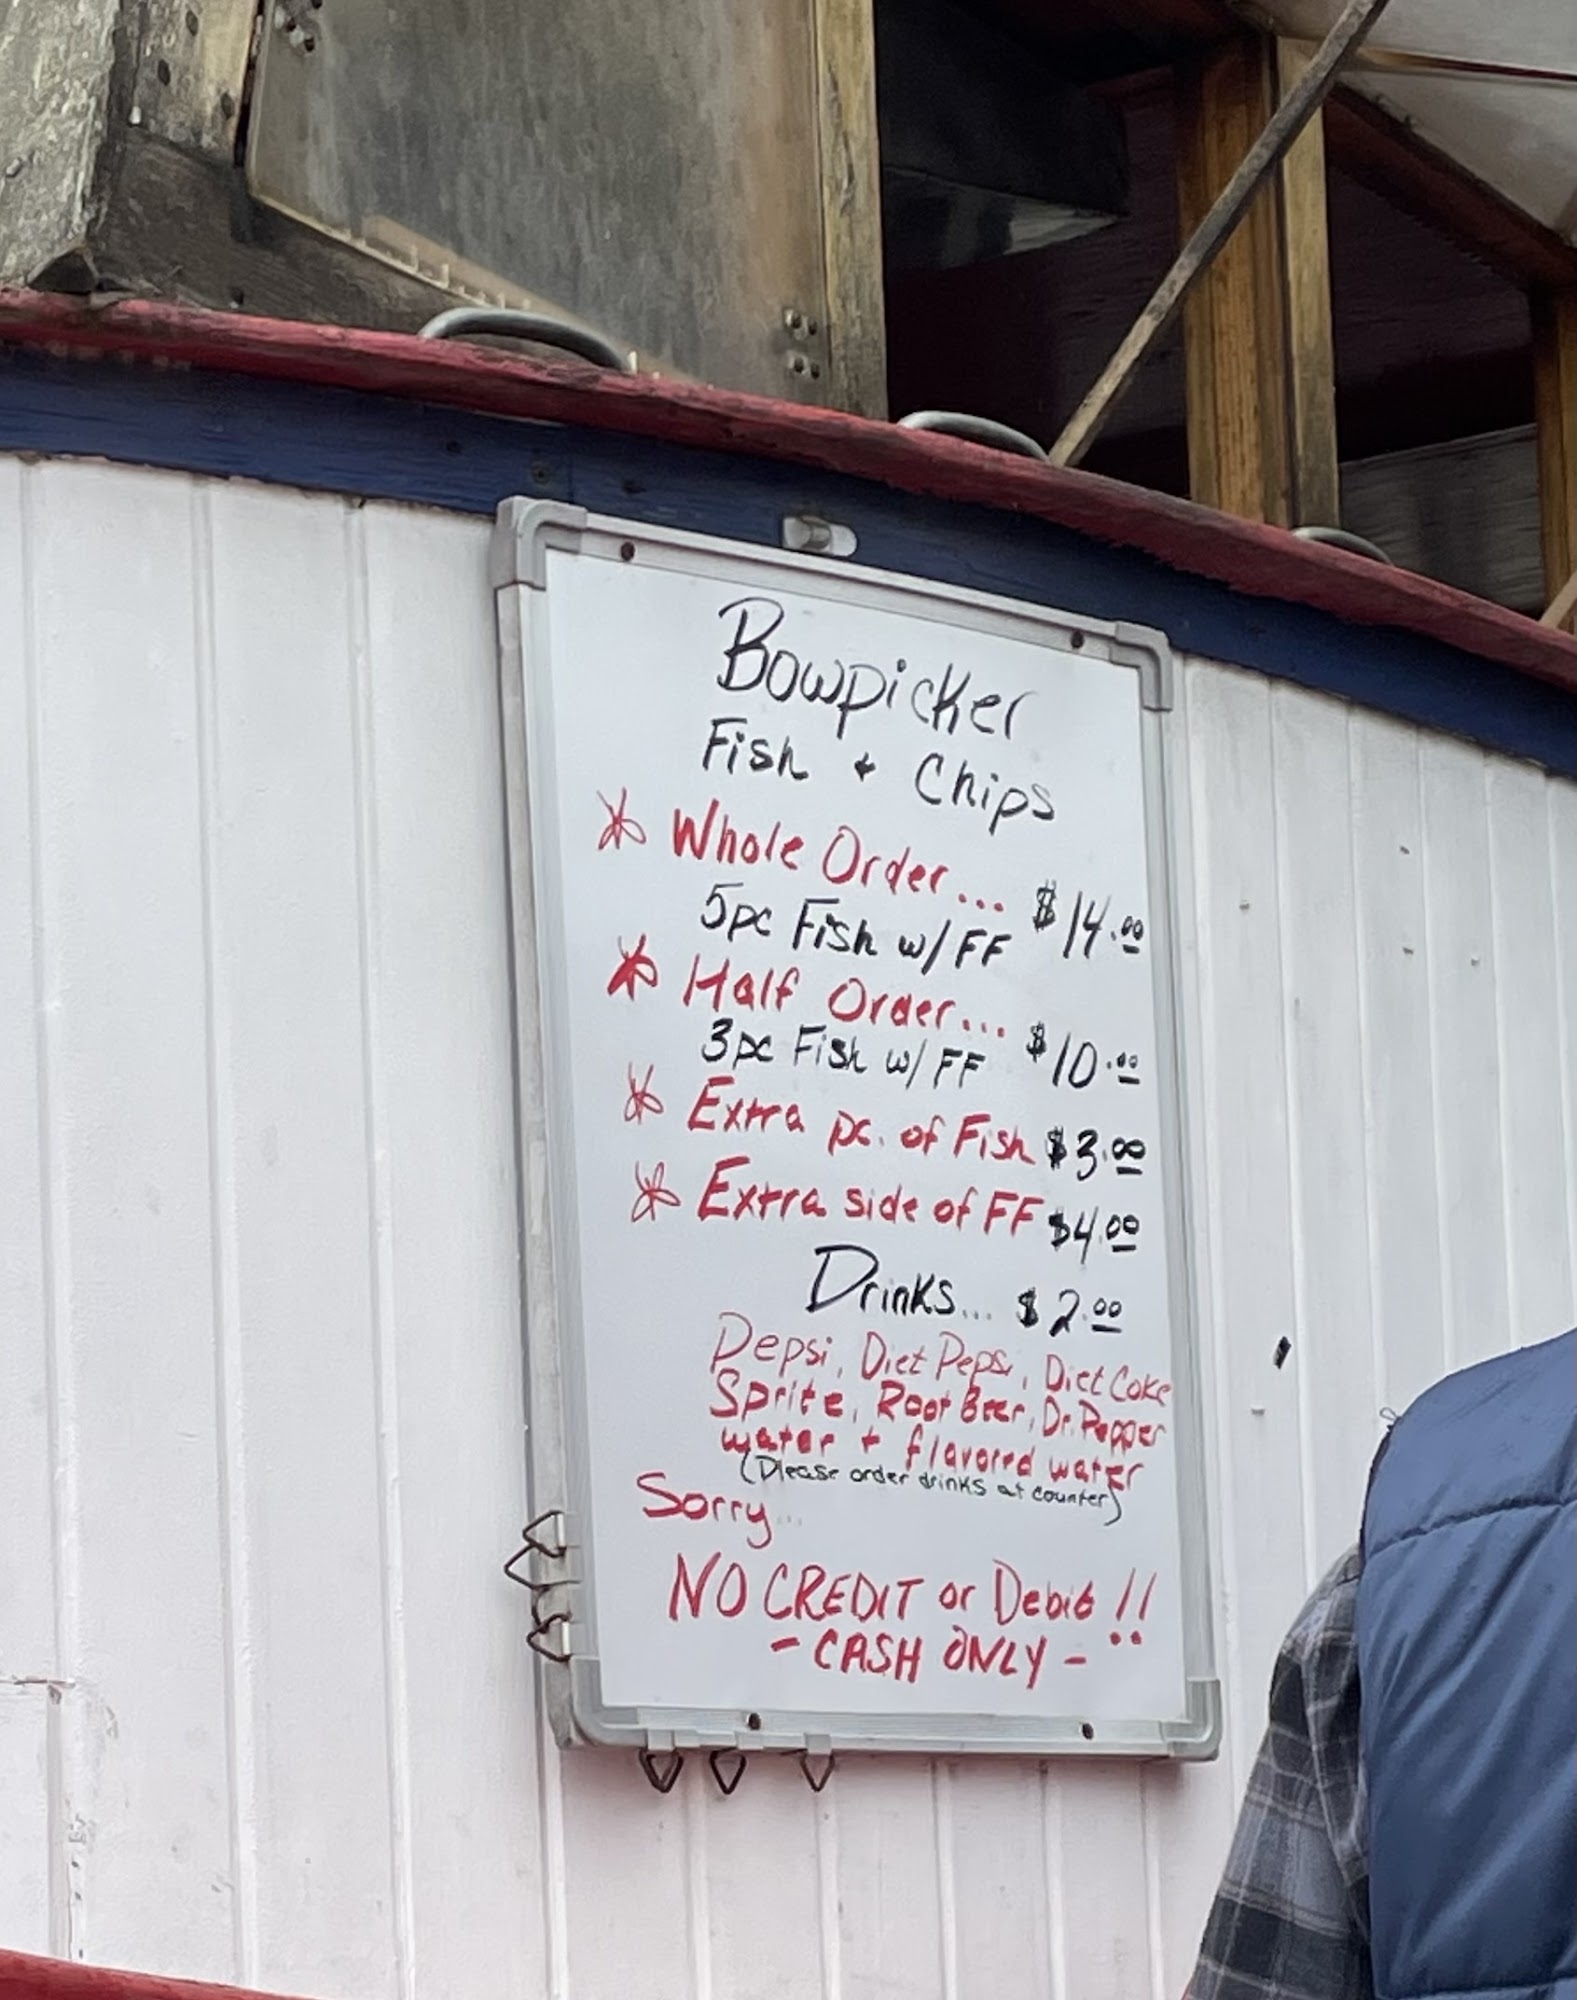 Bowpicker
Fish + Chips
* Whole Order... $14.00
5pc Fish w/ FF
* Half Order... $10.00
3pc Fish w/ FF
* Extra pc. of Fish $3.00
* Extra side of FF $4.00
Drinks... $2.00
Pepsi, Diet Pepsi, Diet Coke
Sprite, Root Beer, Dr. Pepper
water + flavored water
(Please order drinks at counter)
Sorry...
NO CREDIT or Debit!!
- CASH ONLY -